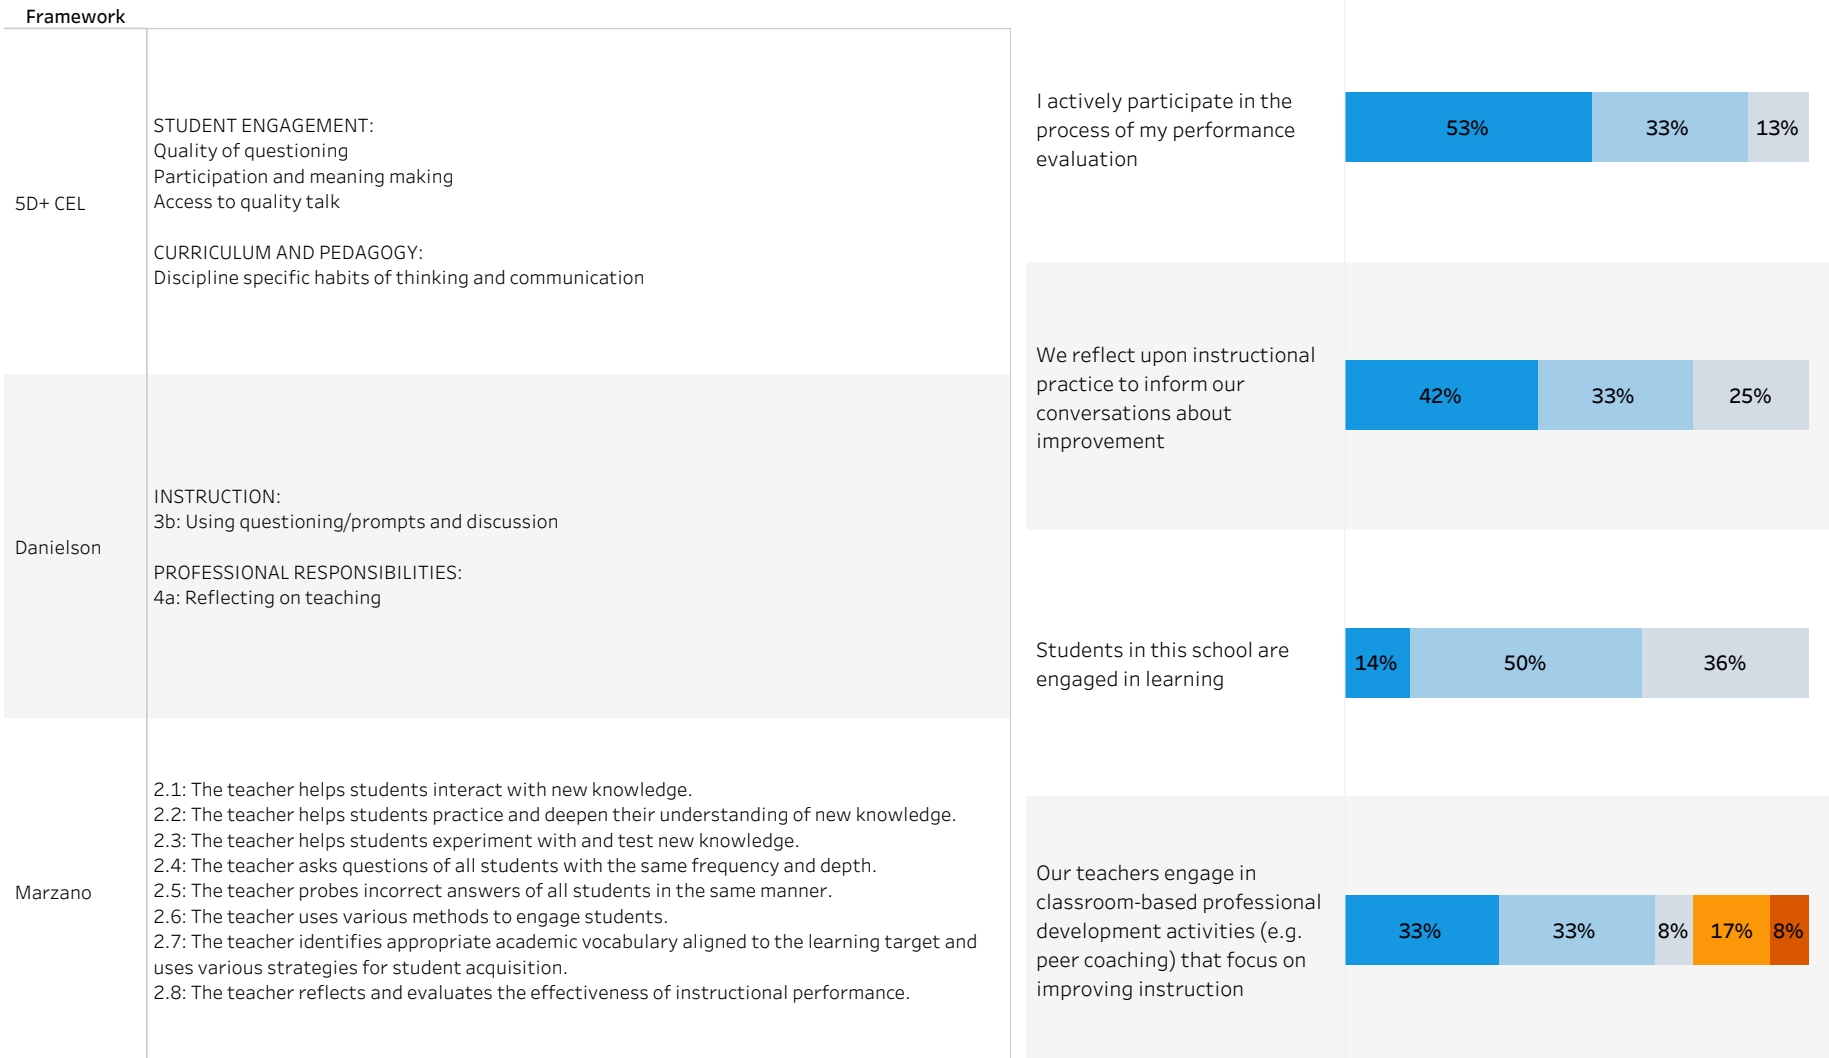 Framework
5D+ CEL
STUDENT ENGAGEMENT:
Quality of questioning
Participation and meaning making
Access to quality talk
CURRICULUM AND PEDAGOGY:
Discipline specific habits of thinking and communication
Danielson
INSTRUCTION:
3b: Using questioning/prompts and discussion
PROFESSIONAL RESPONSIBILITIES:
4a: Reflecting on teaching
Marzano
2.1: The teacher helps students interact with new knowledge.
2.2: The teacher helps students practice and deepen their understanding of new knowledge.
2.3: The teacher helps students experiment with and test new knowledge.
2.4: The teacher asks questions of all students with the same frequency and depth.
2.5: The teacher probes incorrect answers of all students in the same manner.
2.6: The teacher uses various methods to engage students.
2.7: The teacher identifies appropriate academic vocabulary aligned to the learning target and
uses various strategies for student acquisition.
2.8: The teacher reflects and evaluates the effectiveness of instructional performance.
I actively participate in the
process of my performance
evaluation
53% 33% 13%
We reflect upon instructional
practice to inform our
conversations about
improvement
42% 33% 25%
Students in this school are
engaged in learning
14% 50% 36%
Our teachers engage in
classroom-based professional
development activities (e.g.
peer coaching) that focus on
improving instruction
33% 33% 8% 17% 8%